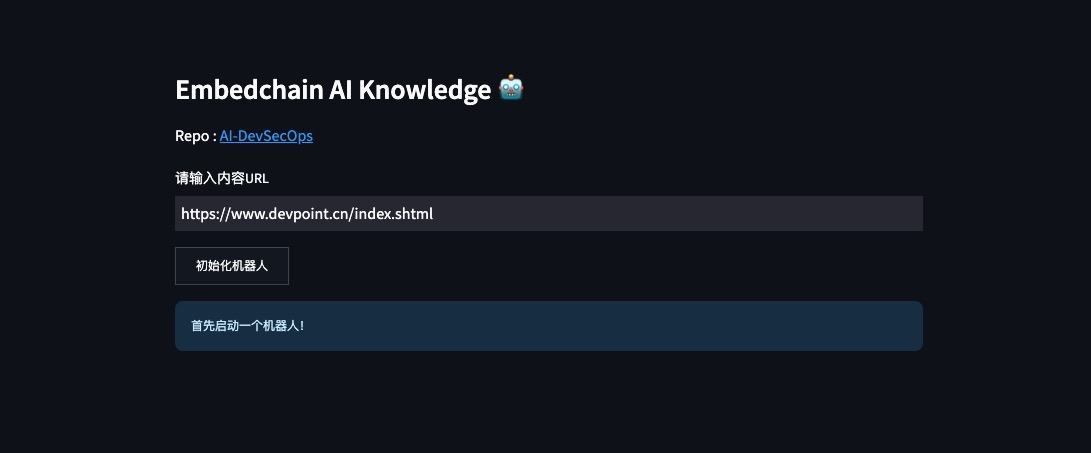 Embedchain AI Knowledge 🤖
Repo : AI-DevSecOps
请输入内容URL
https://www.devpoint.cn/index.shtml
初始化机器人
首先启动一个机器人!